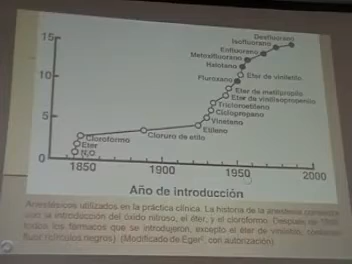 15
10
5
0
Desflurano
Isoflurano
Enflurano
Metoxiflurano
Halotano
Éter de vinietilo
Fluroxano
Éter de metilpropilo
Éter de vinilisopropenilo
Tricloroetileno
Ciclopropano
Vineteno
Etileno
Cloruro de etilo
Cloroformo
Éter
N₂O
1850
1900
1950
2000
Año de introducción
Anestésicos utilizados en la práctica clínica. La historia de la anestesia comienza
con la introducción del óxido nitroso, el éter, y el cloroformo. Después de 1950,
todos los fármacos que se introdujeron, excepto el éter de vinietilo, contienen
flúor (círculos negros). (Modificado de Eger, con autorización).